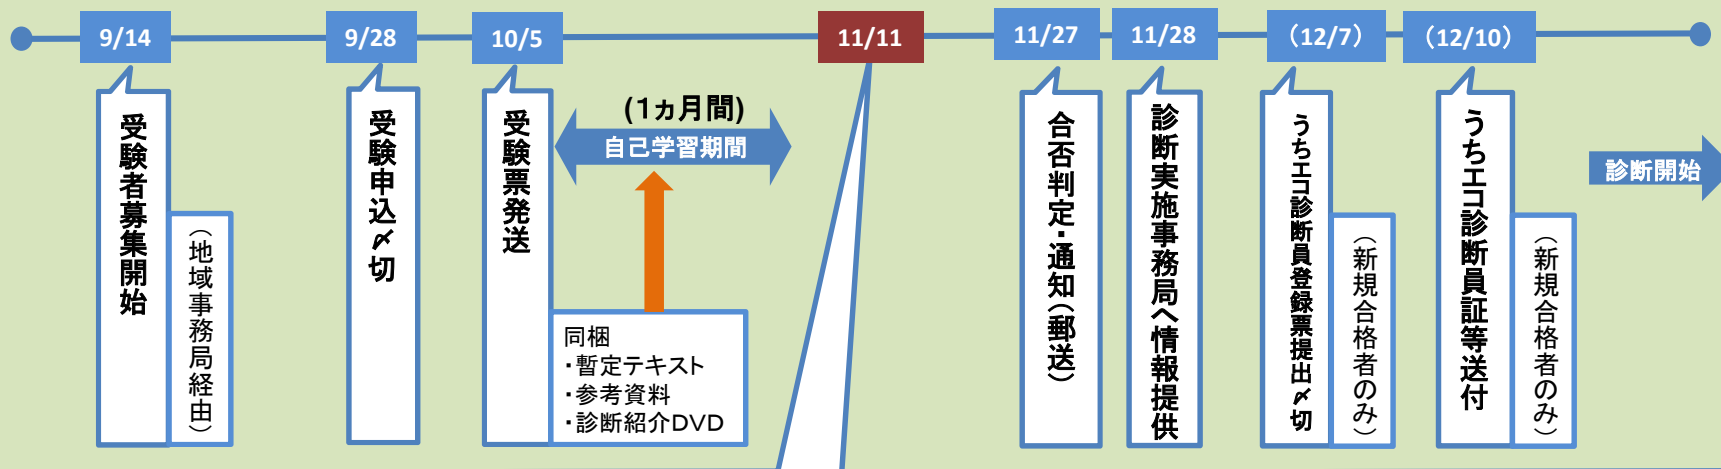 9/14
9/28
10/5
11/11
11/27
11/28
（12/7）
（12/10）
受験者募集開始
（地域事務局経由）
受験申込〆切
受験票発送
(1ヵ月間)
自己学習期間
同梱
・暫定テキスト
・参考資料
・診断紹介DVD
合否判定・通知（郵送）
診断実施事務局へ情報提供
うちエコ診断員登録票提出〆切
（新規合格者のみ）
うちエコ診断員証等送付
（新規合格者のみ）
診断開始